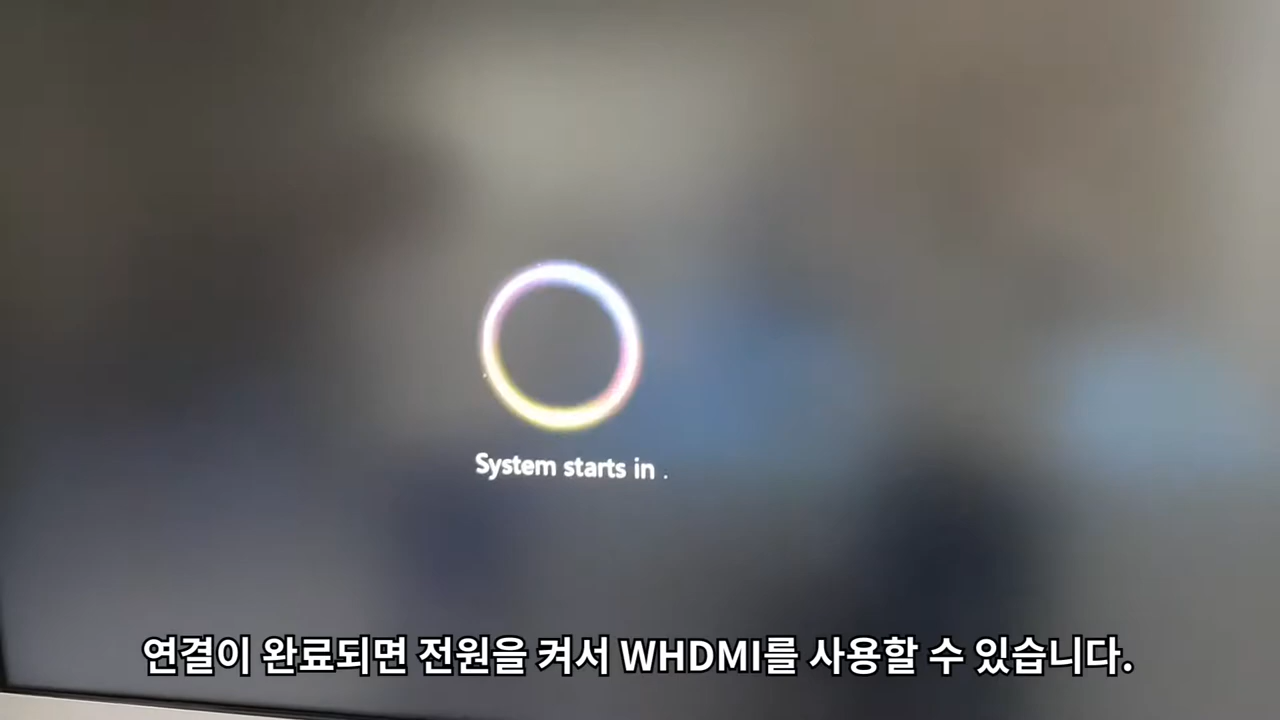 System starts in .
연결이 완료되면 전원을 켜서 WHDMI를 사용할 수 있습니다.